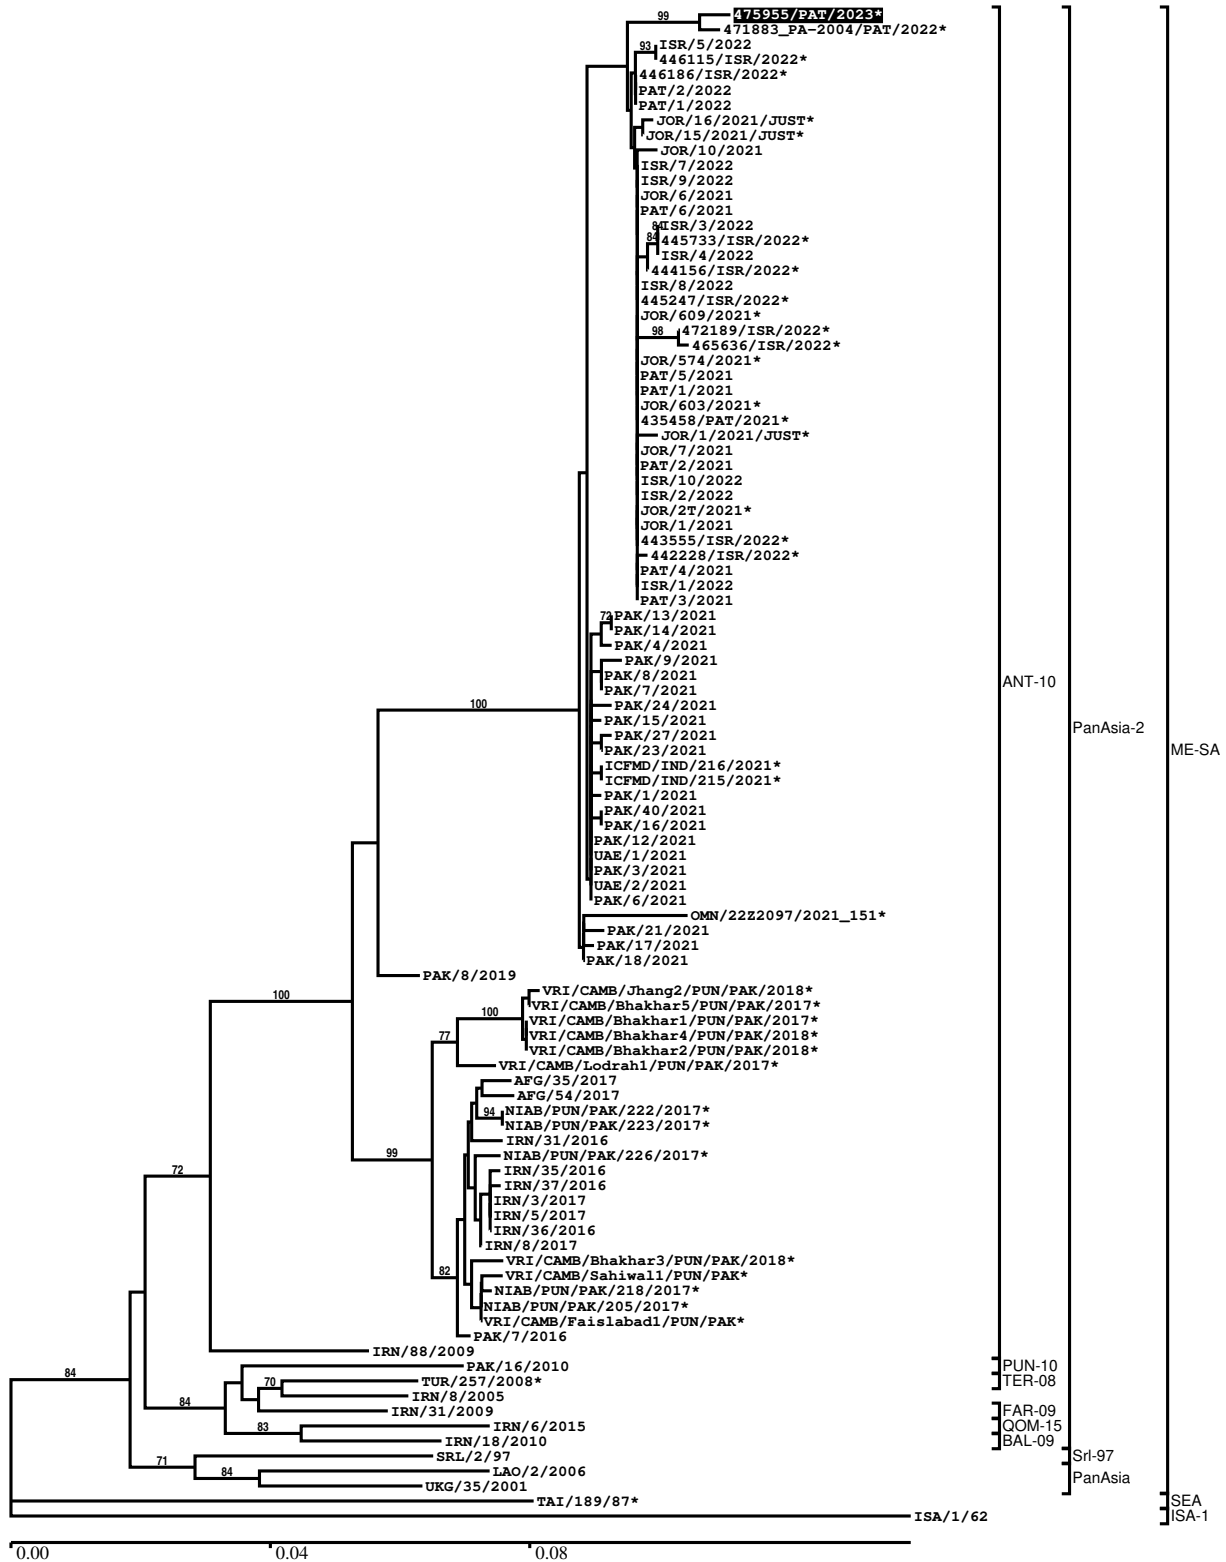 475955/PAT/2023*
99
471883_PA-2004/PAT/2022*
ISR/5/2022
93
446115/ISR/2022*
446186/ISR/2022*
PAT/2/2022
PAT/1/2022
JOR/16/2021/JUST*
JOR/15/2021/JUST*
JOR/10/2021
ISR/7/2022
ISR/9/2022
JOR/6/2021
PAT/6/2021
ISR/3/2022
84
445733/ISR/2022*
84
ISR/4/2022
444156/ISR/2022*
ISR/8/2022
445247/ISR/2022*
JOR/609/2021*
472189/ISR/2022*
98
465636/ISR/2022*
JOR/574/2021*
PAT/5/2021
PAT/1/2021
JOR/603/2021*
435458/PAT/2021*
JOR/1/2021/JUST*
JOR/7/2021
PAT/2/2021
ISR/10/2022
ISR/2/2022
JOR/2T/2021*
JOR/1/2021
443555/ISR/2022*
442228/ISR/2022*
PAT/4/2021
ISR/1/2022
PAT/3/2021
72
PAK/13/2021
PAK/14/2021
PAK/4/2021
PAK/9/2021
PAK/8/2021
ANT-10
PAK/7/2021
100
PAK/24/2021
PAK/15/2021
PanAsia-2
PAK/27/2021
PAK/23/2021
ME-SA
ICFMD/IND/216/2021*
ICFMD/IND/215/2021*
PAK/1/2021
PAK/40/2021
PAK/16/2021
PAK/12/2021
UAE/1/2021
PAK/3/2021
UAE/2/2021
PAK/6/2021
OMN/22Z2097/2021_151*
PAK/21/2021
PAK/17/2021
PAK/18/2021
PAK/8/2019
100
VRI/CAMB/Jhang2/PUN/PAK/2018*
VRI/CAMB/Bhakhar5/PUN/PAK/2017*
100
VRI/CAMB/Bhakhar1/PUN/PAK/2017*
VRI/CAMB/Bhakhar4/PUN/PAK/2018*
77
VRI/CAMB/Bhakhar2/PUN/PAK/2018*
VRI/CAMB/Lodrah1/PUN/PAK/2017*
AFG/35/2017
AFG/54/2017
94
NIAB/PUN/PAK/222/2017*
NIAB/PUN/PAK/223/2017*
IRN/31/2016
99
NIAB/PUN/PAK/226/2017*
72
IRN/35/2016
IRN/37/2016
IRN/3/2017
IRN/5/2017
IRN/36/2016
IRN/8/2017
VRI/CAMB/Bhakhar3/PUN/PAK/2018*
82
VRI/CAMB/Sahiwal1/PUN/PAK*
NIAB/PUN/PAK/218/2017*
NIAB/PUN/PAK/205/2017*
VRI/CAMB/Faislabad1/PUN/PAK*
PAK/7/2016
IRN/88/2009
84
PAK/16/2010
PUN-10
70
TUR/257/2008*
TER-08
IRN/8/2005
84
IRN/31/2009
FAR-09
83
IRN/6/2015
QOM-15
IRN/18/2010
BAL-09
71
SRL/2/97
Srl-97
84
LAO/2/2006
PanAsia
UKG/35/2001
TAI/189/87*
SEA
ISA/1/62
ISA-1
0.00
0.04
0.08